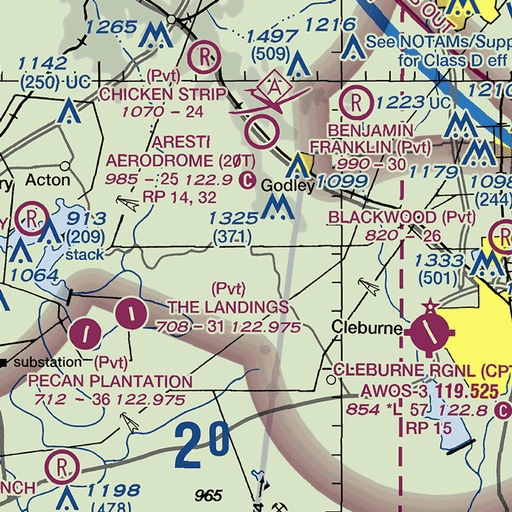 1265
1497
(509)
1216
See NOTAMs/Supp
for Class D eff
1142
(250) UC
R
(Pvt)
CHICKEN STRIP
1070 - 24
A
R
1223 UC
1210
ARESTI
AERODROME (20T)
985 - 25 122.9 C
RP 14, 32
BENJAMIN
FRANKLIN (Pvt)
990 - 30
1179
1098
(244)
Acton
Godley
1099
R
913
(209)
stack
1064
1325
(371)
BLACKWOOD (Pvt)
820 - 26
R
1333
(501)
(Pvt)
THE LANDINGS
708 - 31 122.975
Cleburne
substation
(Pvt)
PECAN PLANTATION
712 - 36 122.975
CLEBURNE RGNL (CPT
AWOS-3 119.525
854 *L 57 122.8 C
RP 15
2⁰
R
NCH
1198
(478)
965